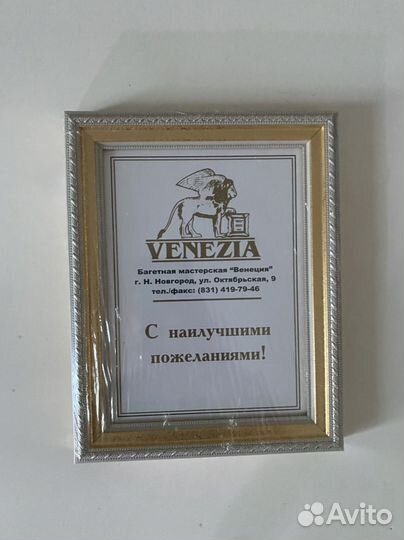 VENEZIA
Багетная мастерская "Венеция"
г. Н. Новгород, ул. Октябрьская, 9
тел./факс: (831) 419-79-46
С наилучшими
пожеланиями!
Avito